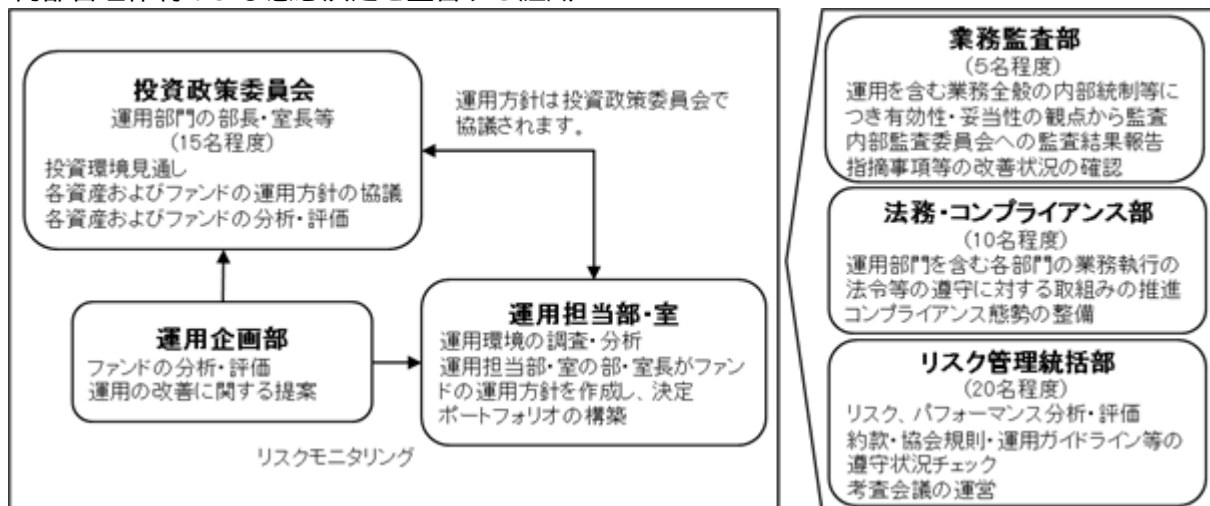 投資政策委員会
運用部門の部長・室長等
(15名程度)
投資環境見通し
各資産およびファンドの運用方針の協議
各資産およびファンドの分析・評価
運用方針は投資政策委員会で
協議されます。
運用企画部
ファンドの分析・評価
運用の改善に関する提案
運用担当部・室
運用環境の調査・分析
運用担当部・室の部・室長がファン
ドの運用方針を作成し、決定
ポートフォリオの構築
リスクモニタリング
業務監査部
(5名程度)
運用を含む業務全般の内部統制等に
つき有効性・妥当性の観点から監査
内部監査委員会への監査結果報告
指摘事項等の改善状況の確認
法務・コンプライアンス部
(10名程度)
運用部門を含む各部門の業務執行の
法令等の遵守に対する取組みの推進
コンプライアンス態勢の整備
リスク管理統括部
(20名程度)
リスク、パフォーマンス分析・評価
約款・協会規則・運用ガイドライン等の
遵守状況チェック
考査会議の運営